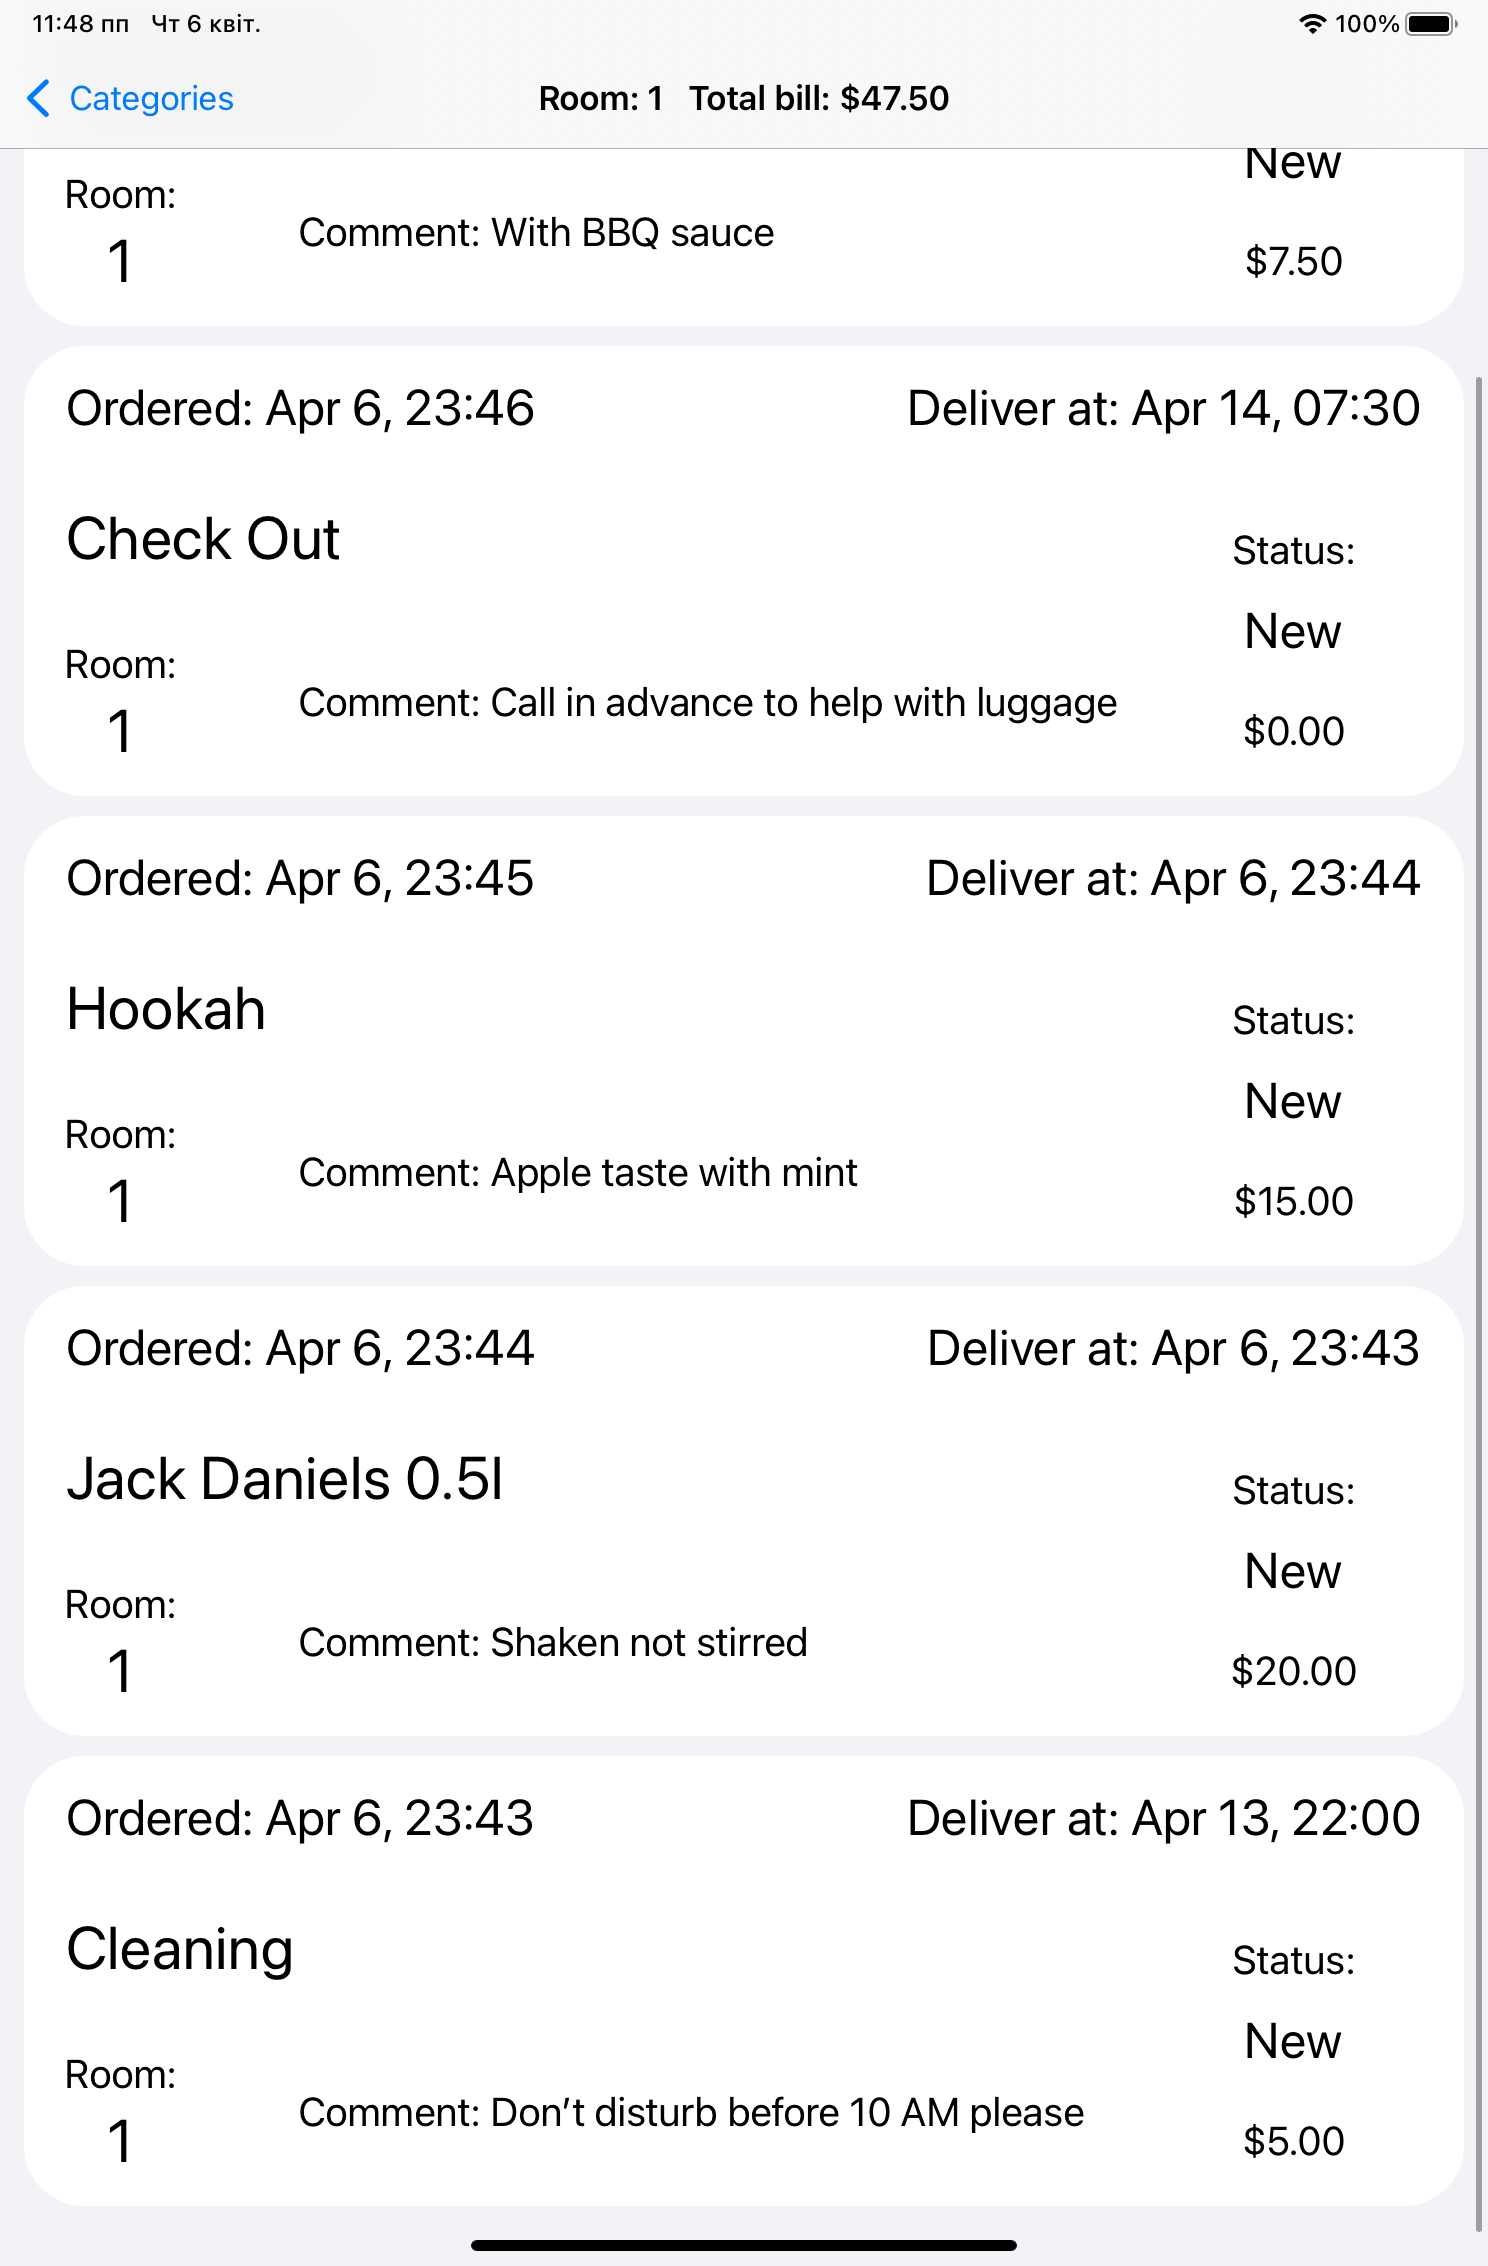 11:48 пп Чт 6 квіт. 100%
Categories Room: 1 Total bill: $47.50
New
Room:
Comment: With BBQ sauce
1 $7.50
Ordered: Apr 6, 23:46 Deliver at: Apr 14, 07:30
Check Out
Status:
New
Room:
Comment: Call in advance to help with luggage
1 $0.00
Ordered: Apr 6, 23:45 Deliver at: Apr 6, 23:44
Hookah
Status:
New
Room:
Comment: Apple taste with mint
1 $15.00
Ordered: Apr 6, 23:44 Deliver at: Apr 6, 23:43
Jack Daniels 0.5l
Status:
New
Room:
Comment: Shaken not stirred
1 $20.00
Ordered: Apr 6, 23:43 Deliver at: Apr 13, 22:00
Cleaning
Status:
New
Room:
Comment: Don’t disturb before 10 AM please
1 $5.00